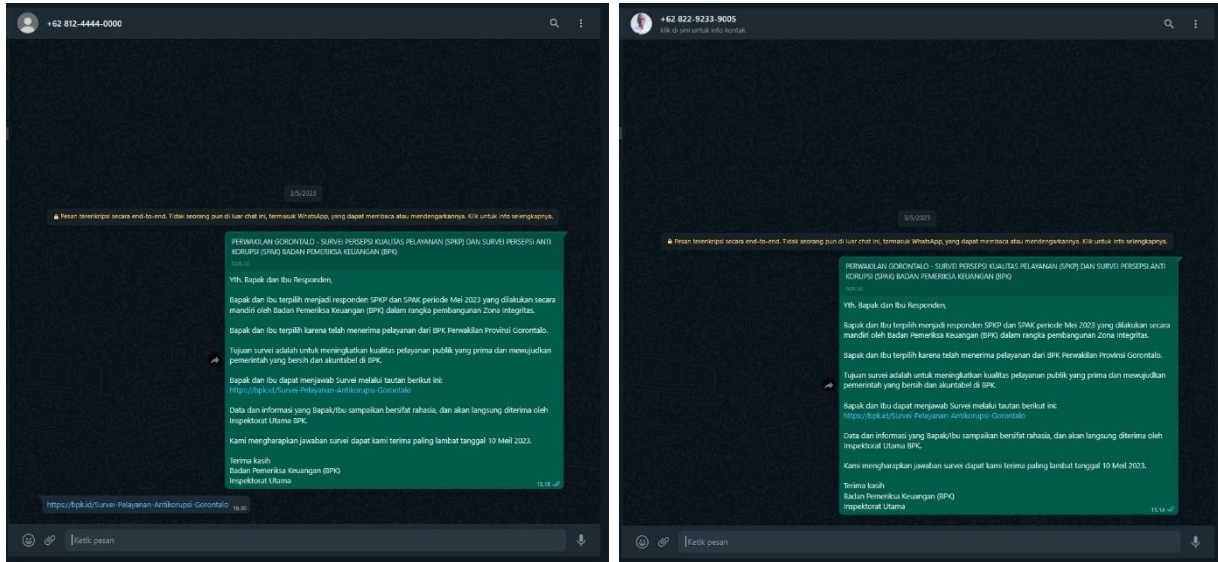 +62 812-4444-0000
3/5/2023
Pesan terenkripsi secara end-to-end. Tidak seorang pun di luar chat ini, termasuk WhatsApp, yang dapat membaca atau mendengarkannya. Klik untuk info selengkapnya.
PERWAKILAN GORONTALO - SURVEI PERSEPSI KUALITAS PELAYANAN (SPKP) DAN SURVEI PERSEPSI ANTI
KORUPSI (SPAK) BADAN PEMERIKSA KEUANGAN (BPK)
bpk.id
Yth. Bapak dan Ibu Responden,
Bapak dan Ibu terpilih menjadi responden SPKP dan SPAK periode Mei 2023 yang dilakukan secara
mandiri oleh Badan Pemeriksa Keuangan (BPK) dalam rangka pembangunan Zona Integritas.
Bapak dan Ibu terpilih karena telah menerima pelayanan dari BPK Perwakilan Provinsi Gorontalo.
Tujuan survei adalah untuk meningkatkan kualitas pelayanan publik yang prima dan mewujudkan
pemerintah yang bersih dan akuntabel di BPK.
Bapak dan Ibu dapat menjawab Survei melalui tautan berikut ini:
https://bpk.id/Survei-Pelayanan-Antikorupsi-Gorontalo
Data dan informasi yang Bapak/Ibu sampaikan bersifat rahasia, dan akan langsung diterima oleh
Inspektorat Utama BPK.
Kami mengharapkan jawaban survei dapat kami terima paling lambat tanggal 10 Meil 2023.
Terima kasih
Badan Pemeriksa Keuangan (BPK)
Inspektorat Utama
15.15
https://bpk.id/Survei-Pelayanan-Antikorupsi-Gorontalo 16.30
Ketik pesan
+62 822-9233-9005
klik di sini untuk info kontak
3/5/2023
Pesan terenkripsi secara end-to-end. Tidak seorang pun di luar chat ini, termasuk WhatsApp, yang dapat membaca atau mendengarkannya. Klik untuk info selengkapnya.
PERWAKILAN GORONTALO - SURVEI PERSEPSI KUALITAS PELAYANAN (SPKP) DAN SURVEI PERSEPSI ANTI
KORUPSI (SPAK) BADAN PEMERIKSA KEUANGAN (BPK)
bpk.id
Yth. Bapak dan Ibu Responden,
Bapak dan Ibu terpilih menjadi responden SPKP dan SPAK periode Mei 2023 yang dilakukan secara
mandiri oleh Badan Pemeriksa Keuangan (BPK) dalam rangka pembangunan Zona Integritas.
Bapak dan Ibu terpilih karena telah menerima pelayanan dari BPK Perwakilan Provinsi Gorontalo.
Tujuan survei adalah untuk meningkatkan kualitas pelayanan publik yang prima dan mewujudkan
pemerintah yang bersih dan akuntabel di BPK.
Bapak dan Ibu dapat menjawab Survei melalui tautan berikut ini:
https://bpk.id/Survei-Pelayanan-Antikorupsi-Gorontalo
Data dan informasi yang Bapak/Ibu sampaikan bersifat rahasia, dan akan langsung diterima oleh
Inspektorat Utama BPK.
Kami mengharapkan jawaban survei dapat kami terima paling lambat tanggal 10 Meil 2023.
Terima kasih
Badan Pemeriksa Keuangan (BPK)
Inspektorat Utama
15.14
Ketik pesan